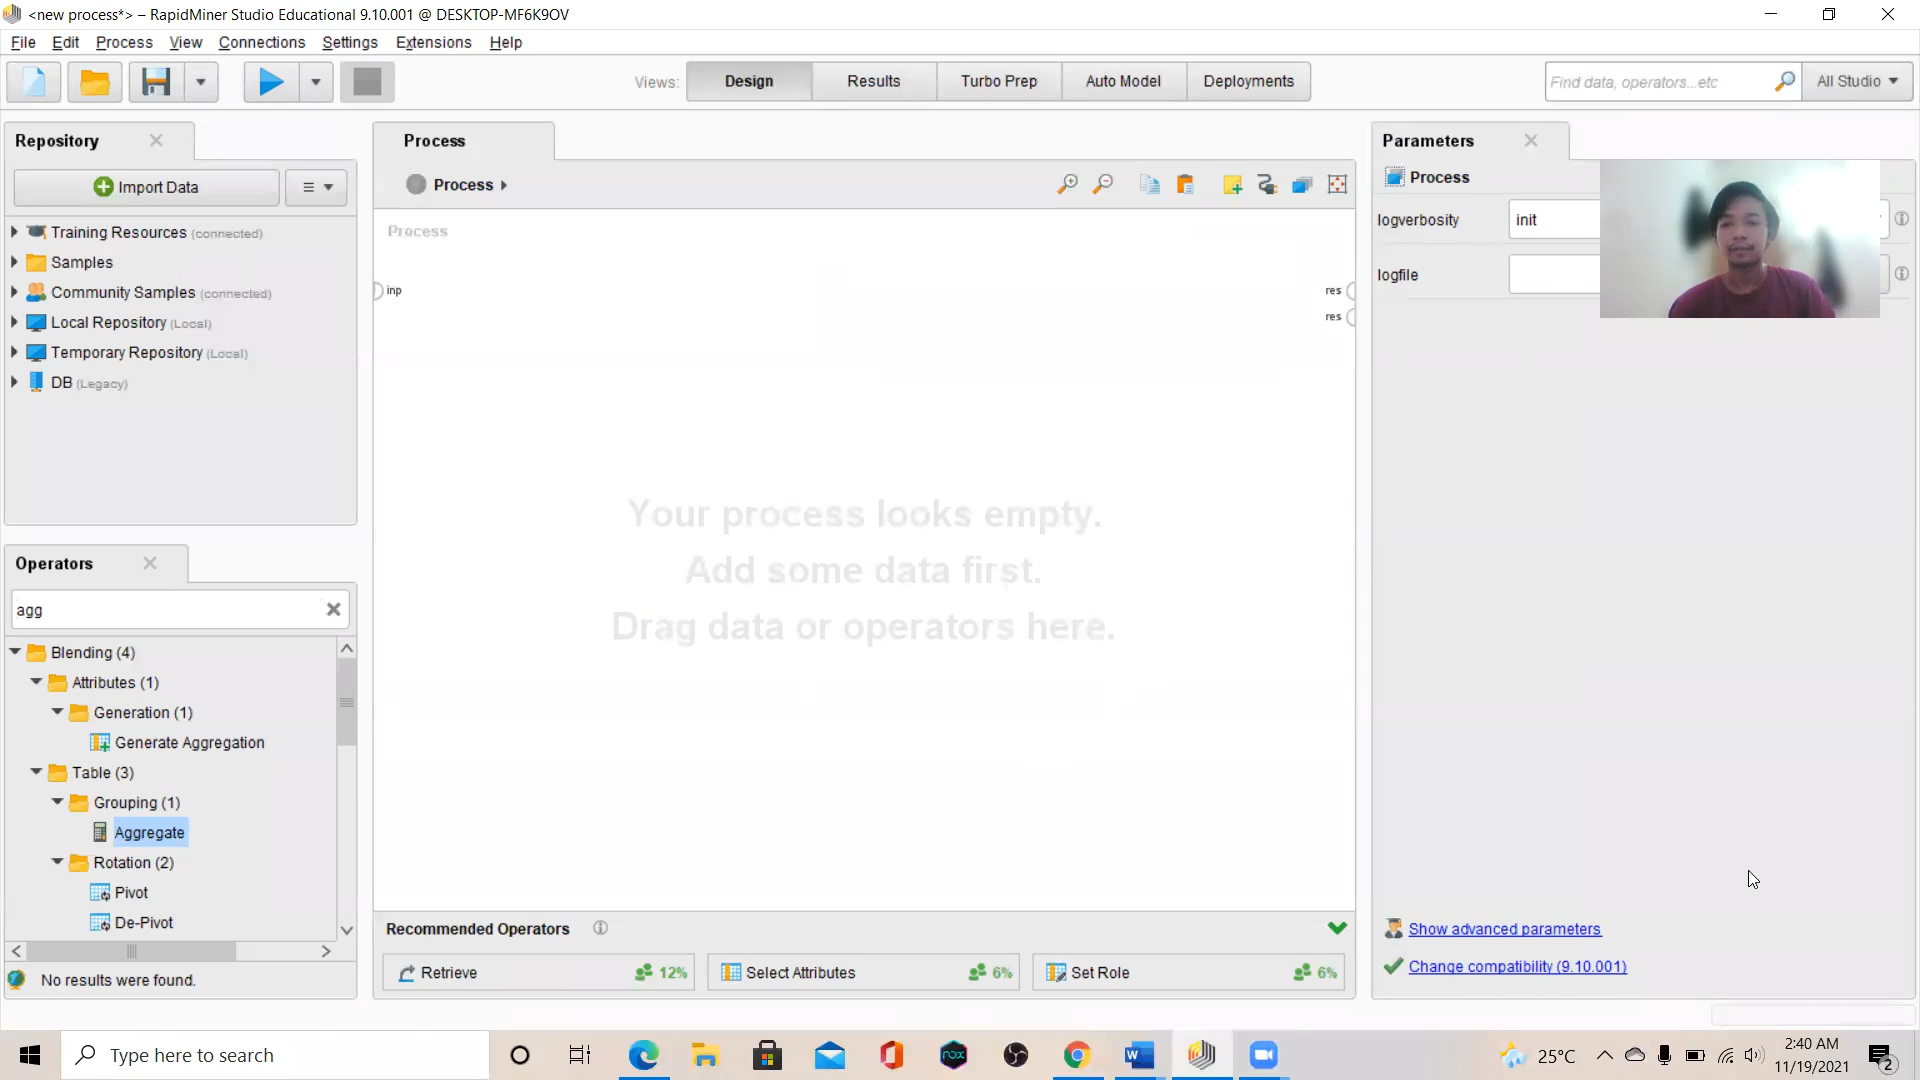 <new process*> – RapidMiner Studio Educational 9.10.001 @ DESKTOP-MF6K9OV
File Edit Process View Connections Settings Extensions Help
Views: Design Results Turbo Prep Auto Model Deployments
Find data, operators...etc
All Studio
Repository
Import Data
Training Resources (connected)
Samples
Community Samples (connected)
Local Repository (Local)
Temporary Repository (Local)
DB (Legacy)
Operators
agg
Blending (4)
Attributes (1)
Generation (1)
Generate Aggregation
Table (3)
Grouping (1)
Aggregate
Rotation (2)
Pivot
De-Pivot
No results were found.
Process
Process
Process
inp
res
res
Your process looks empty.
Add some data first.
Drag data or operators here.
Recommended Operators
Retrieve 12%
Select Attributes 6%
Set Role 6%
Parameters
Process
logverbosity init
logfile
Show advanced parameters
Change compatibility (9.10.001)
Type here to search
nox
W
25°C
2:40 AM
11/19/2021
2